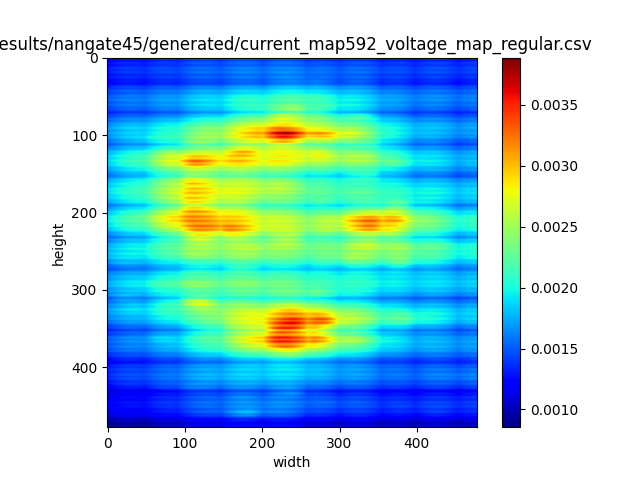 esults/nangate45/generated/current_map592_voltage_map_regular.csv
0
100
200
300
400
height
0 100 200 300 400
width
0.0035
0.0030
0.0025
0.0020
0.0015
0.0010